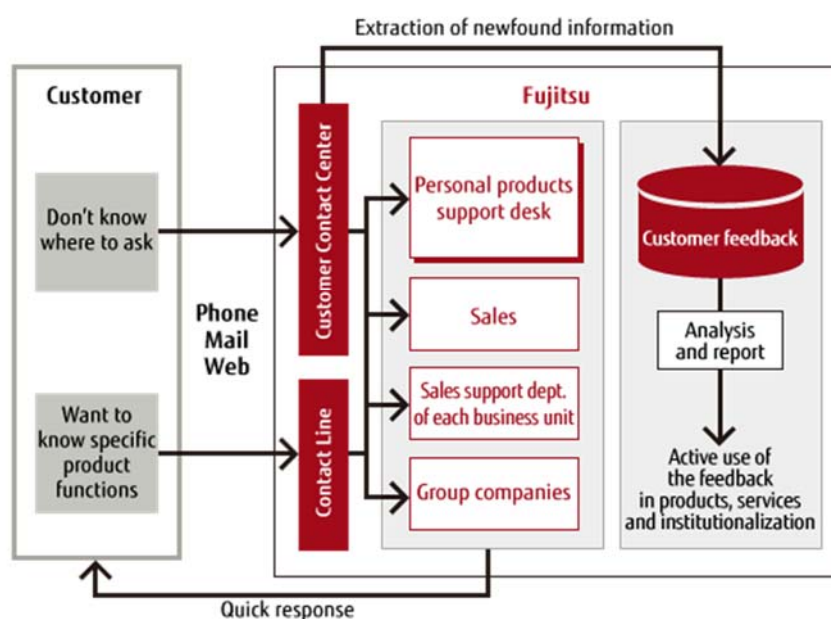 Extraction of newfound information
Customer
Don't know
where to ask
Want to
know specific
product
functions
Phone
Mail
Web
Fujitsu
Customer Contact Center
Contact Line
Personal products
support desk
Sales
Sales support dept.
of each business unit
Group companies
Customer feedback
Analysis
and report
Active use of
the feedback
in products, services
and institutionalization
Quick response